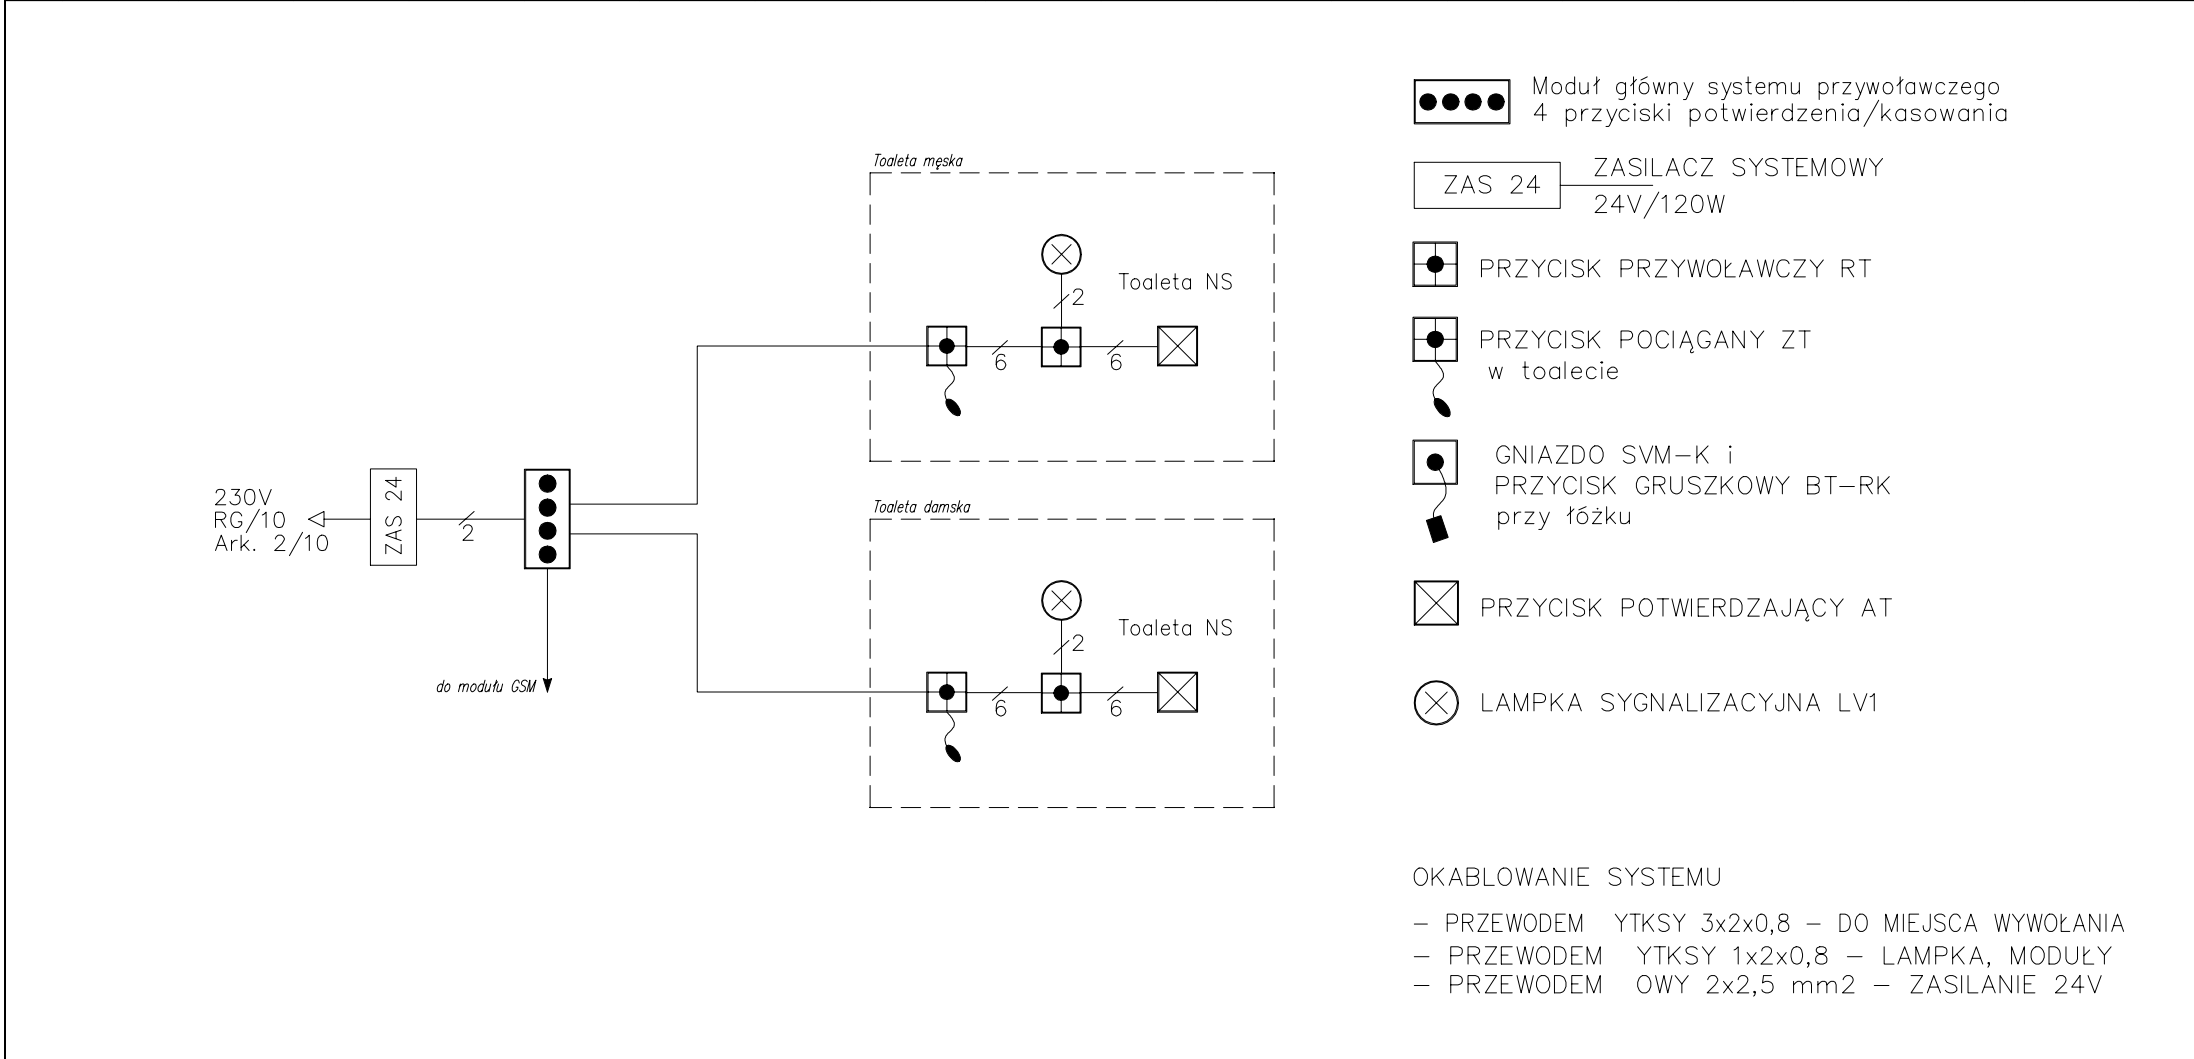 Toaleta męska
Toaleta NS
2
6
6
Toaleta damska
Toaleta NS
2
6
6
230V
RG/10
Ark. 2/10
ZAS 24
2
do modułu GSM
Moduł główny systemu przywoławczego
4 przyciski potwierdzenia/kasowania
ZAS 24
ZASILACZ SYSTEMOWY
24V/120W
PRZYCISK PRZYWOŁAWCZY RT
PRZYCISK POCIĄGANY ZT
w toalecie
GNIAZDO SVM-K i
PRZYCISK GRUSZKOWY BT-RK
przy łóżku
PRZYCISK POTWIERDZAJĄCY AT
LAMPKA SYGNALIZACYJNA LV1
OKABLOWANIE SYSTEMU
- PRZEWODEM YTKSY 3x2x0,8 - DO MIEJSCA WYWOŁANIA
- PRZEWODEM YTKSY 1x2x0,8 - LAMPKA, MODUŁY
- PRZEWODEM OWY 2x2,5 mm2 - ZASILANIE 24V